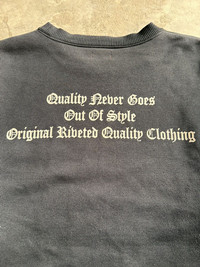 Quality Never Goes
Out Of Style
Original Riveted Quality Clothing